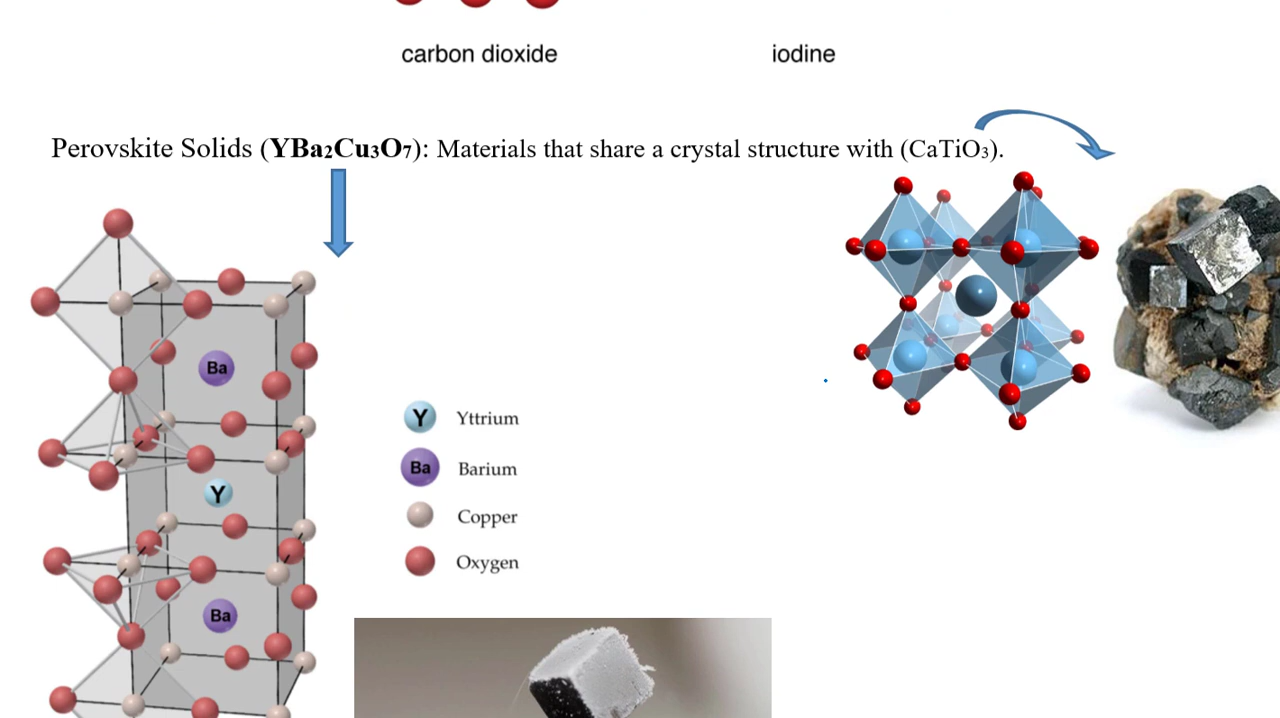 carbon dioxide iodine
Perovskite Solids (YBa₂Cu₃O₇): Materials that share a crystal structure with (CaTiO₃).
Ba
Y Yttrium
Ba Barium
Y
Copper
Oxygen
Ba